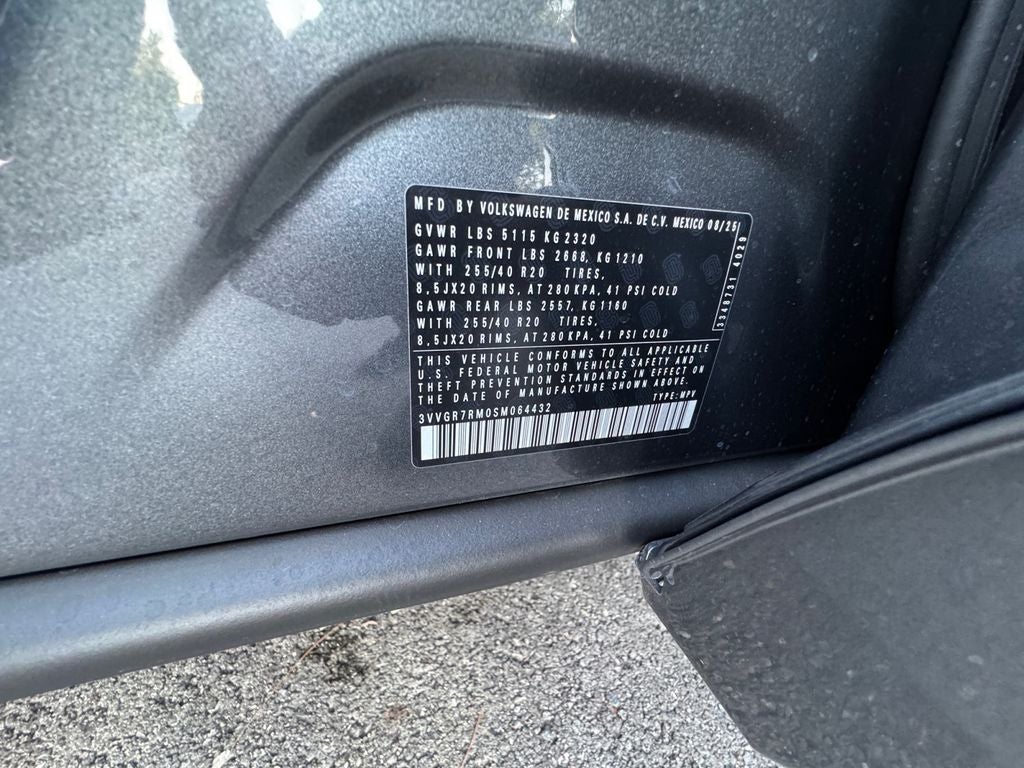 MFD BY VOLKSWAGEN DE MEXICO S.A. DE C.V. MEXICO 08/25
GVWR LBS 5115 KG 2320
GAWR FRONT LBS 2668, KG 1210
WITH 255/40 R20 TIRES,
8,5JX20 RIMS, AT 280 KPA, 41 PSI COLD
GAWR REAR LBS 2557, KG 1160
WITH 255/40 R20 TIRES,
8,5JX20 RIMS, AT 280 KPA, 41 PSI COLD
3348731 4029
THIS VEHICLE CONFORMS TO ALL APPLICABLE
U.S. FEDERAL MOTOR VEHICLE SAFETY AND
THEFT PREVENTION STANDARDS IN EFFECT ON
THE DATE OF MANUFACTURE SHOWN ABOVE.
3VVGR7RM0SM064432 TYPE: MPV